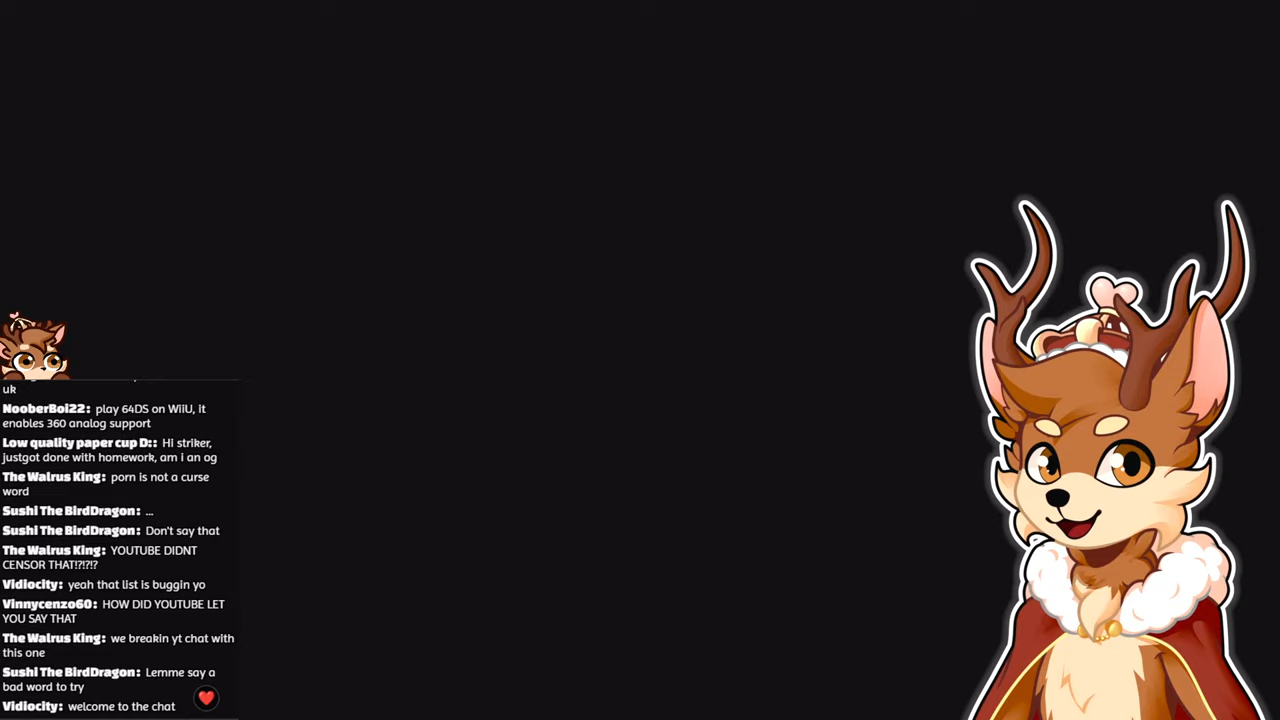 uk
NooberBoi22: play 64DS on WiiU, it
enables 360 analog support
Low quality paper cup D:: Hi striker,
justgot done with homework, am i an og
The Walrus King: porn is not a curse
word
Sushi The BirdDragon: ...
Sushi The BirdDragon: Don't say that
The Walrus King: YOUTUBE DIDNT
CENSOR THAT!?!?!?
Vidiocity: yeah that list is buggin yo
Vinnycenzo60: HOW DID YOUTUBE LET
YOU SAY THAT
The Walrus King: we breakin yt chat with
this one
Sushi The BirdDragon: Lemme say a
bad word to try
Vidiocity: welcome to the chat